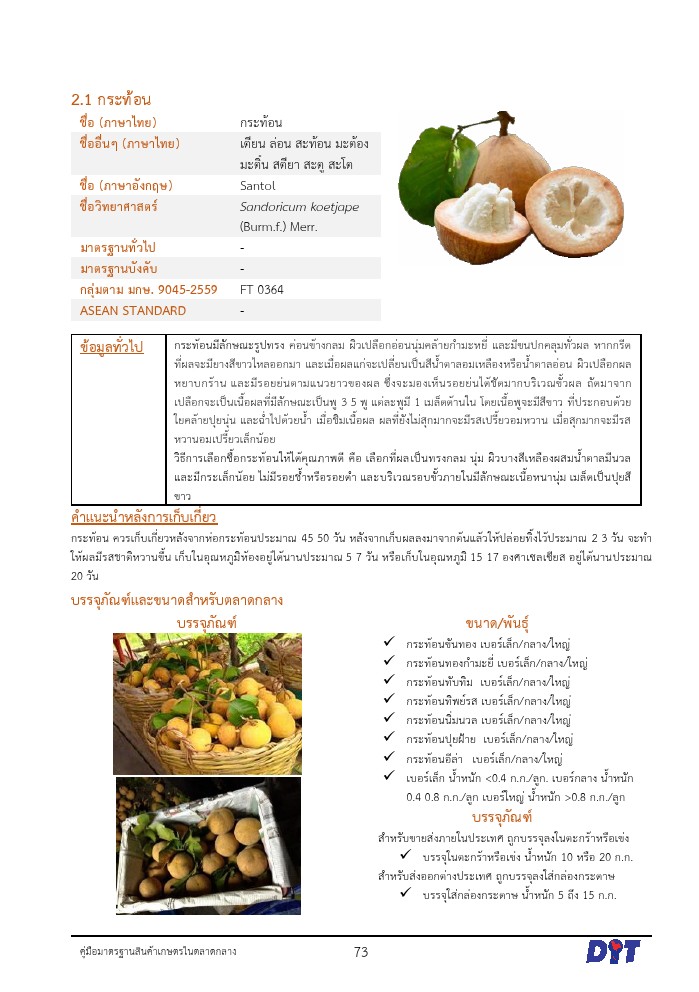 2.1 กระท้อน
ชื่อ (ภาษาไทย) กระท้อน
ชื่ออื่นๆ (ภาษาไทย) เตียน ล่อน สะท้อน มะต้อง
มะติ๋น สตียา สะตู สะโต
ชื่อ (ภาษาอังกฤษ) Santol
ชื่อวิทยาศาสตร์ Sandoricum koetjape
(Burm.f.) Merr.
มาตรฐานทั่วไป -
มาตรฐานบังคับ -
กลุ่มตาม มกษ. 9045-2559 FT 0364
ASEAN STANDARD -
ข้อมูลทั่วไป
กระท้อนมีลักษณะรูปทรง ค่อนข้างกลม ผิวเปลือกอ่อนนุ่มคล้ายกำมะหยี่ และมีขนปกคลุมทั่วผล หากกรีด
ที่ผลจะมียางสีขาวไหลออกมา และเมื่อผลแก่จะเปลี่ยนเป็นสีน้ำตาลอมเหลืองหรือน้ำตาลอ่อน ผิวเปลือกผล
หยาบกร้าน และมีรอยย่นตามแนวยาวของผล ซึ่งจะมองเห็นรอยย่นได้ชัดมากบริเวณขั้วผล ถัดมาจาก
เปลือกจะเป็นเนื้อผลที่มีลักษณะเป็นพู 3 5 พู แต่ละพูมี 1 เมล็ดด้านใน โดยเนื้อพูจะมีสีขาว ที่ประกอบด้วย
ใยคล้ายปุยนุ่น และฉ่ำไปด้วยน้ำ เมื่อชิมเนื้อผล ผลที่ยังไม่สุกมากจะมีรสเปรี้ยวอมหวาน เมื่อสุกมากจะมีรส
หวานอมเปรี้ยวเล็กน้อย
วิธีการเลือกซื้อกระท้อนให้ได้คุณภาพดี คือ เลือกที่ผลเป็นทรงกลม นุ่ม ผิวบางสีเหลืองผสมน้ำตาลมีนวล
และมีกระเล็กน้อย ไม่มีรอยช้ำหรือรอยดำ และบริเวณรอบขั้วภายในมีลักษณะเนื้อหนานุ่ม เมล็ดเป็นปุยสี
ขาว
คำแนะนำหลังการเก็บเกี่ยว
กระท้อน ควรเก็บเกี่ยวหลังจากห่อกระท้อนประมาณ 45 50 วัน หลังจากเก็บผลลงมาจากต้นแล้วให้ปล่อยทิ้งไว้ประมาณ 2 3 วัน จะทำ
ให้ผลมีรสชาติหวานขึ้น เก็บในอุณหภูมิห้องอยู่ได้นานประมาณ 5 7 วัน หรือเก็บในอุณหภูมิ 15 17 องศาเซลเซียส อยู่ได้นานประมาณ
20 วัน
บรรจุภัณฑ์และขนาดสำหรับตลาดกลาง
บรรจุภัณฑ์
ขนาด/พันธุ์
✓ กระท้อนขันทอง เบอร์เล็ก/กลาง/ใหญ่
✓ กระท้อนทองกำมะยี่ เบอร์เล็ก/กลาง/ใหญ่
✓ กระท้อนทับทิม เบอร์เล็ก/กลาง/ใหญ่
✓ กระท้อนทิพย์รส เบอร์เล็ก/กลาง/ใหญ่
✓ กระท้อนนิ่มนวล เบอร์เล็ก/กลาง/ใหญ่
✓ กระท้อนปุยฝ้าย เบอร์เล็ก/กลาง/ใหญ่
✓ กระท้อนอีล่า เบอร์เล็ก/กลาง/ใหญ่
✓ เบอร์เล็ก น้ำหนัก <0.4 ก.ก./ลูก. เบอร์กลาง น้ำหนัก
0.4 0.8 ก.ก./ลูก เบอร์ใหญ่ น้ำหนัก >0.8 ก.ก./ลูก
บรรจุภัณฑ์
สำหรับขายส่งภายในประเทศ ถูกบรรจุลงในตะกร้าหรือเข่ง
✓ บรรจุในตะกร้าหรือเข่ง น้ำหนัก 10 หรือ 20 ก.ก.
สำหรับส่งออกต่างประเทศ ถูกบรรจุลงใส่กล่องกระดาษ
✓ บรรจุใส่กล่องกระดาษ น้ำหนัก 5 ถึง 15 ก.ก.
คู่มือมาตรฐานสินค้าเกษตรในตลาดกลาง
73
DIT